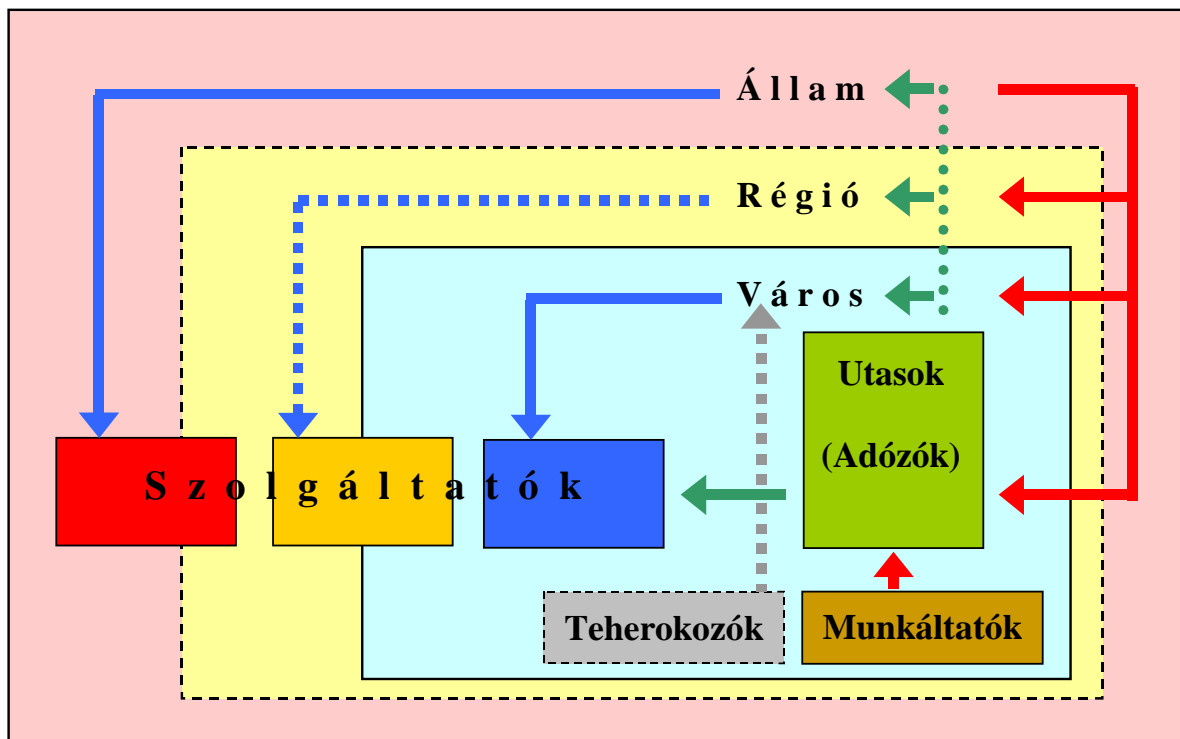 Állam
Régió
Város
Utasok
(Adózók)
Szolgáltatók
Teherokozók
Munkáltatók